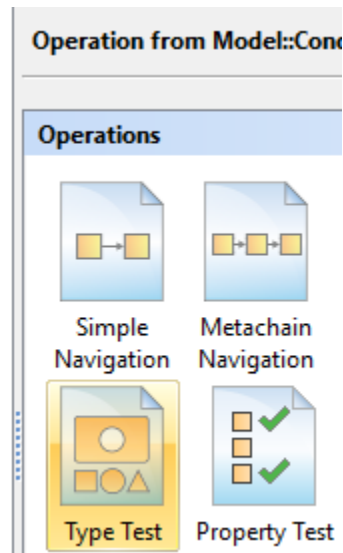 Operation from Model::Cond
Operations
Simple Navigation
Metachain Navigation
Type Test
Property Test